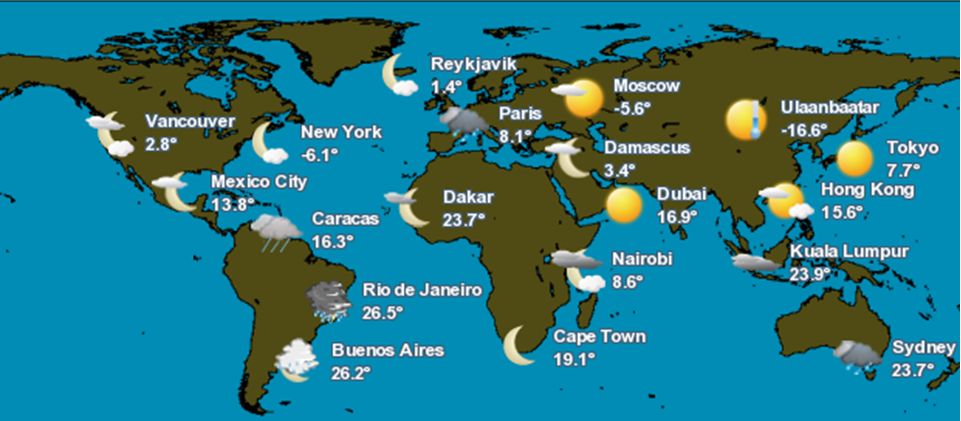 Reykjavik
1.4°
Moscow
-5.6°
Ulaanbaatar
-16.6°
Vancouver
2.8°
New York
-6.1°
Paris
8.1°
Damascus
3.4°
Tokyo
7.7°
Mexico City
13.8°
Dakar
23.7°
Dubai
16.9°
Hong Kong
15.6°
Caracas
16.3°
Nairobi
8.6°
Kuala Lumpur
23.9°
Rio de Janeiro
26.5°
Cape Town
19.1°
Buenos Aires
26.2°
Sydney
23.7°